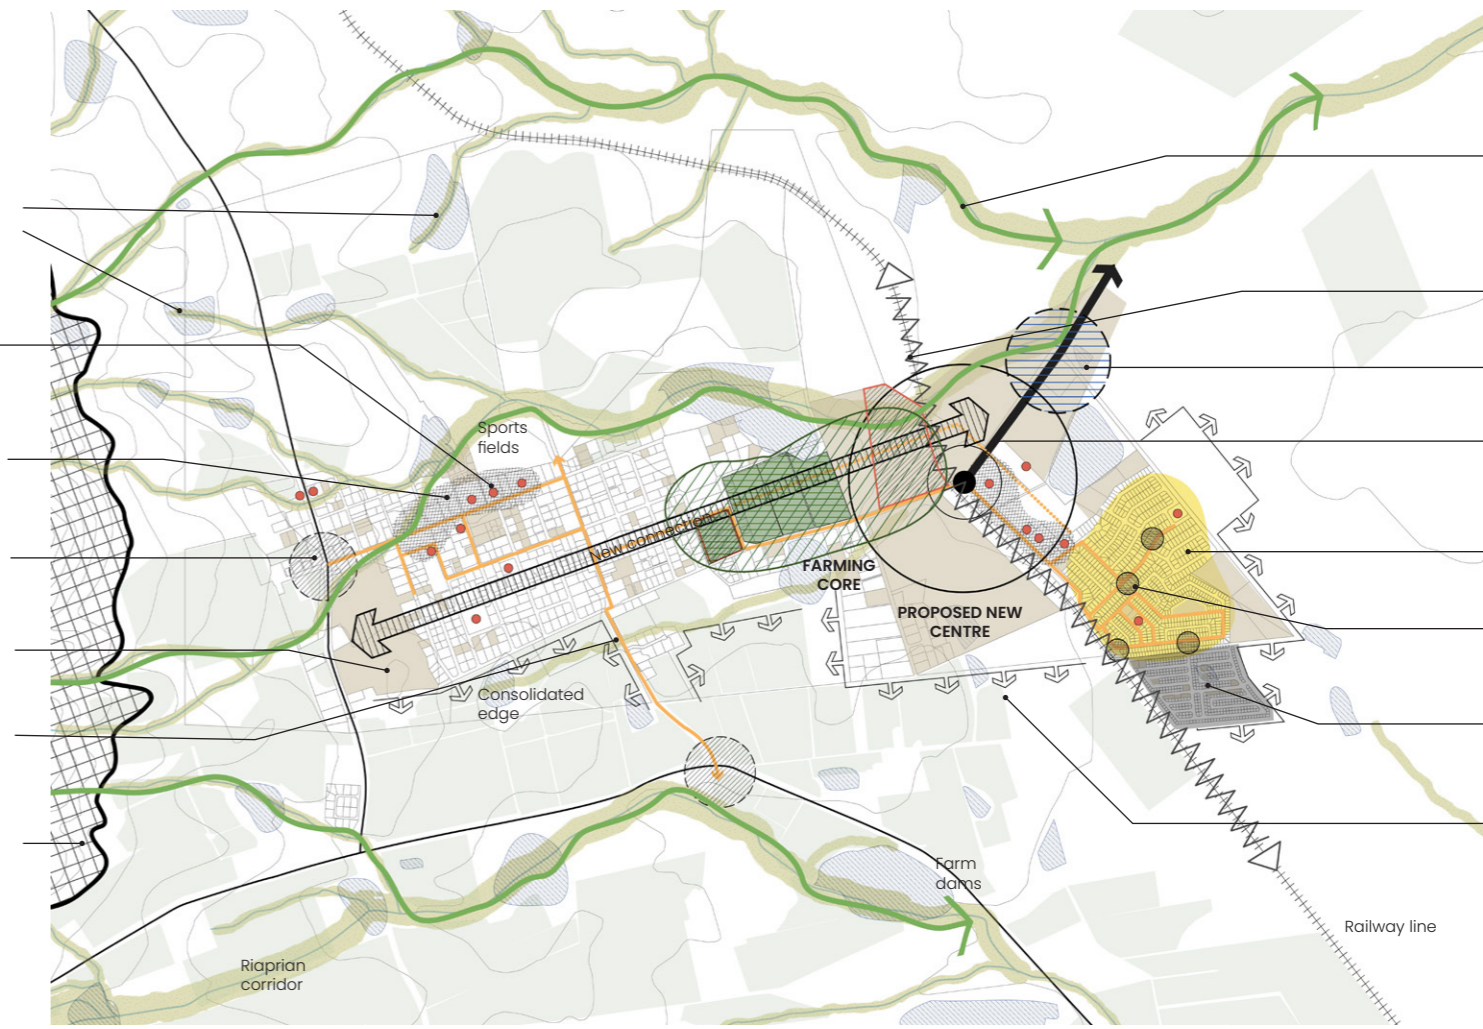 Sports
fields
New connection
FARMING
CORE
PROPOSED NEW
CENTRE
Consolidated
edge
Farm
dams
Railway line
Riaprian
corridor